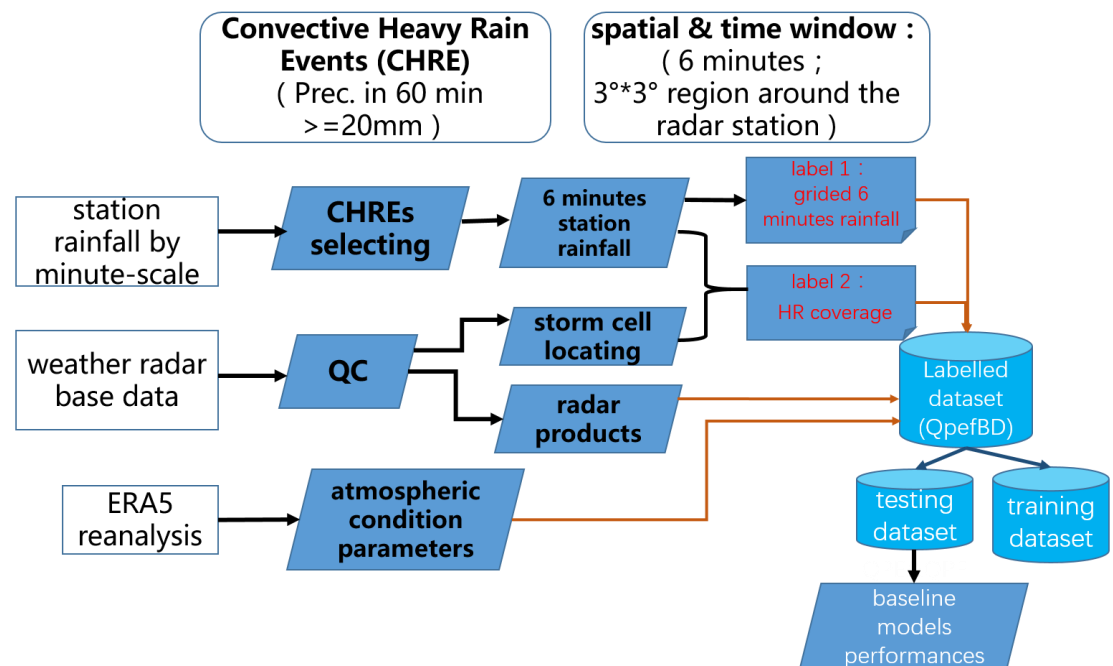 Convective Heavy Rain
Events (CHRE)
( Prec. in 60 min
>=20mm )
spatial & time window :
( 6 minutes ;
3°*3° region around the
radar station )
station
rainfall by
minute-scale
CHREs
selecting
6 minutes
station
rainfall
label 1 :
grided 6
minutes rainfall
label 2 :
HR coverage
weather radar
base data
QC
storm cell
locating
radar
products
Labelled
dataset
(QpefBD)
ERA5
reanalysis
atmospheric
condition
parameters
testing
dataset
training
dataset
baseline
models
performances